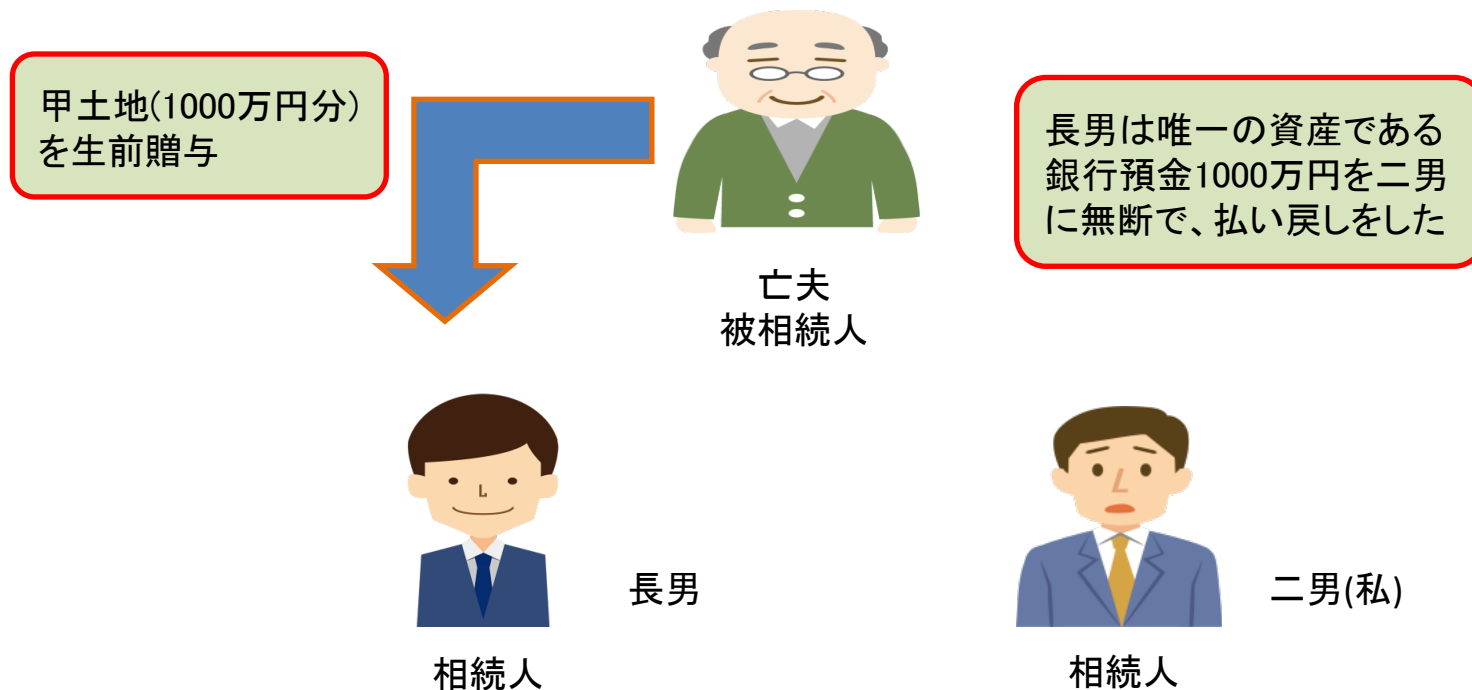 甲土地(1000万円分)
を生前贈与
長男は唯一の資産である
銀行預金1000万円を二男
に無断で、払い戻しをした
亡夫
被相続人
長男
二男(私)
相続人
相続人